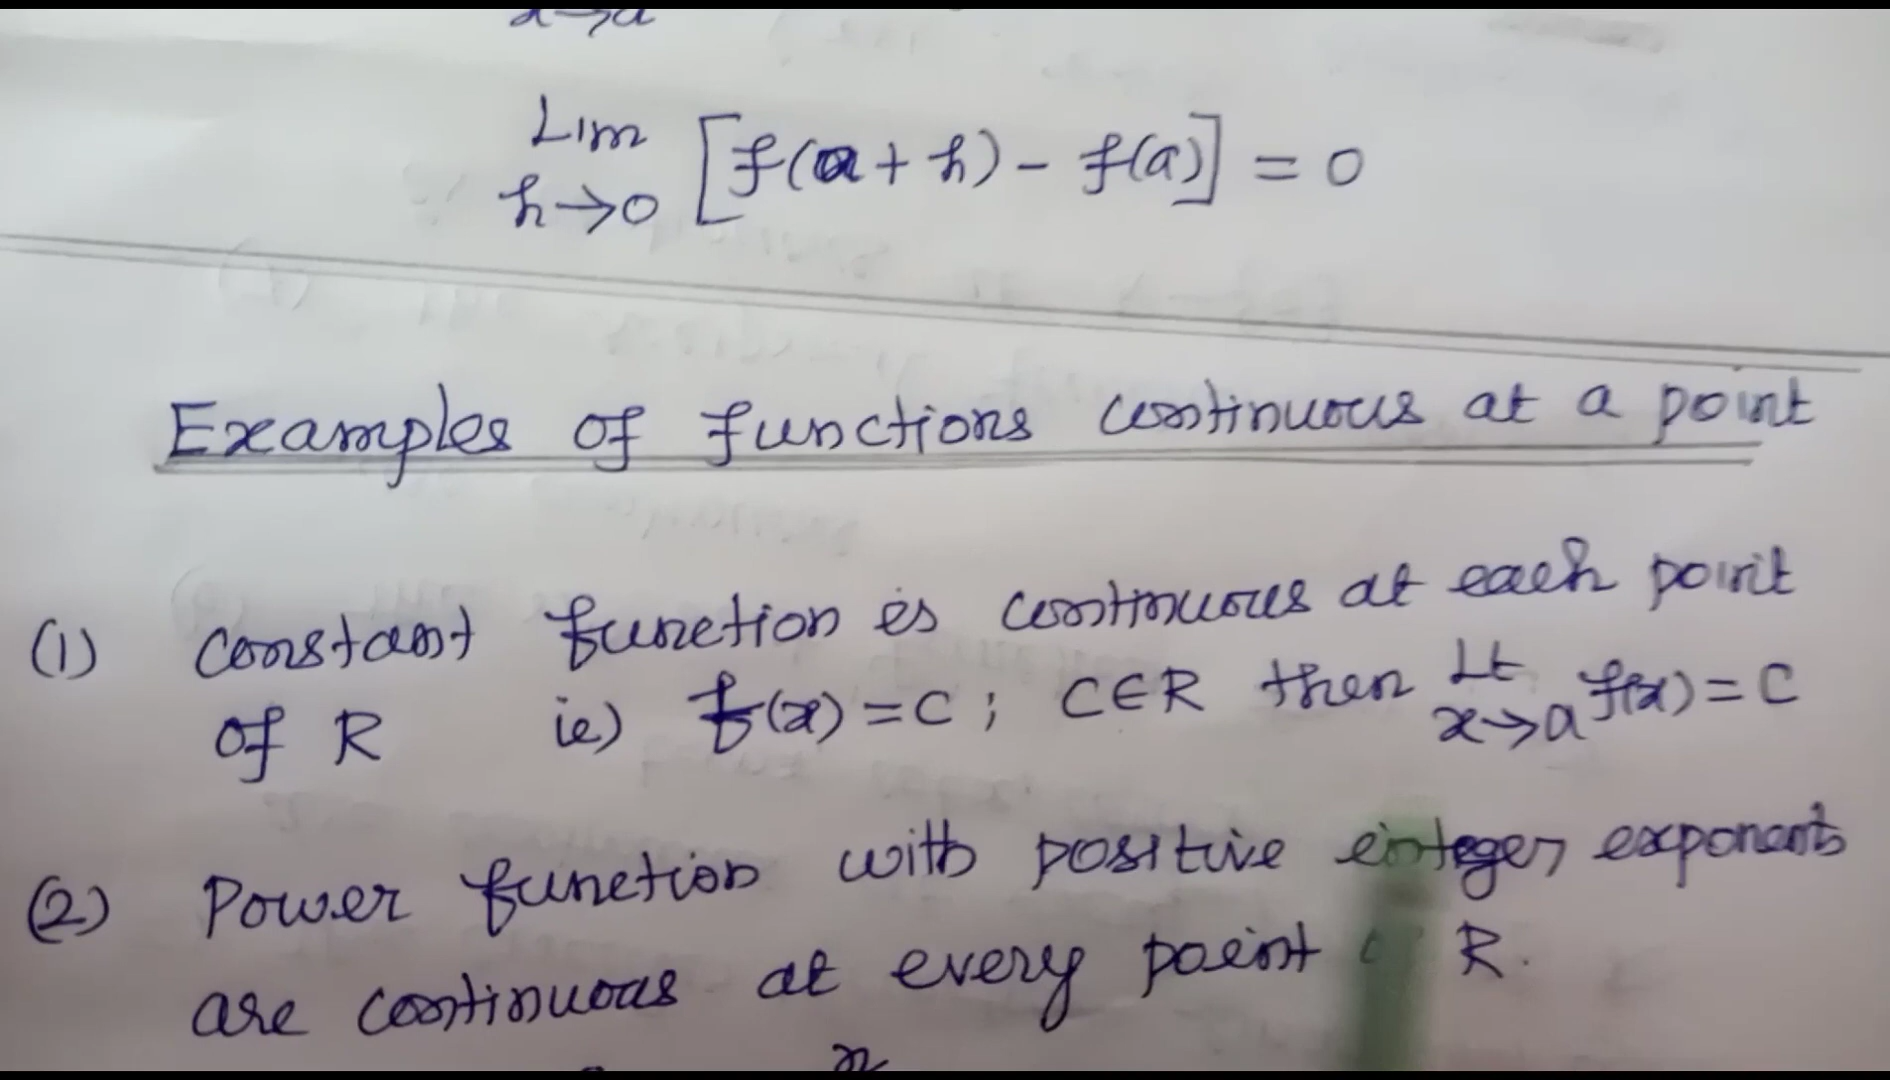 x→a
Lim
h→0 [f(a+h) - f(a)] = 0
Examples of functions continuous at a point
(1) constant function is continuous at each point
of R ie) f(x) = c ; C∈R then Lt x→a f(x) = C
(2) Power function with positive integer exponents
are continuous at every point R.
n